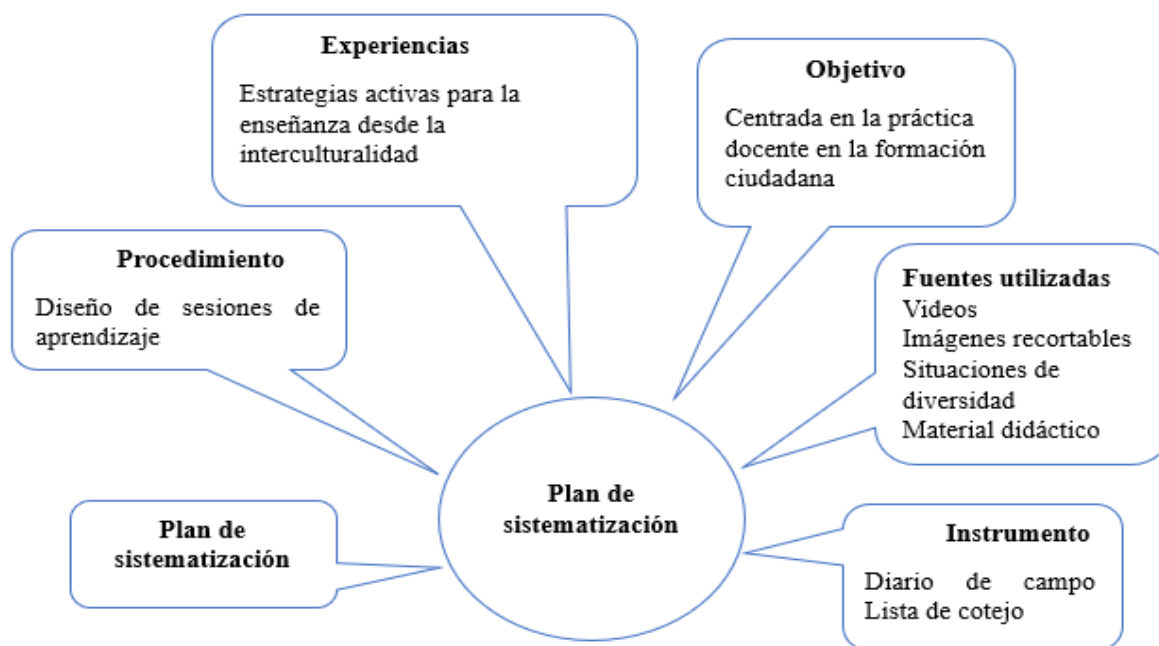 Experiencias
Estrategias activas para la
enseñanza desde la
interculturalidad
Objetivo
Centrada en la práctica
docente en la formación
ciudadana
Procedimiento
Diseño de sesiones de
aprendizaje
Fuentes utilizadas
Videos
Imágenes recortables
Situaciones de
diversidad
Material didáctico
Plan de
sistematización
Plan de
sistematización
Instrumento
Diario de campo
Lista de cotejo